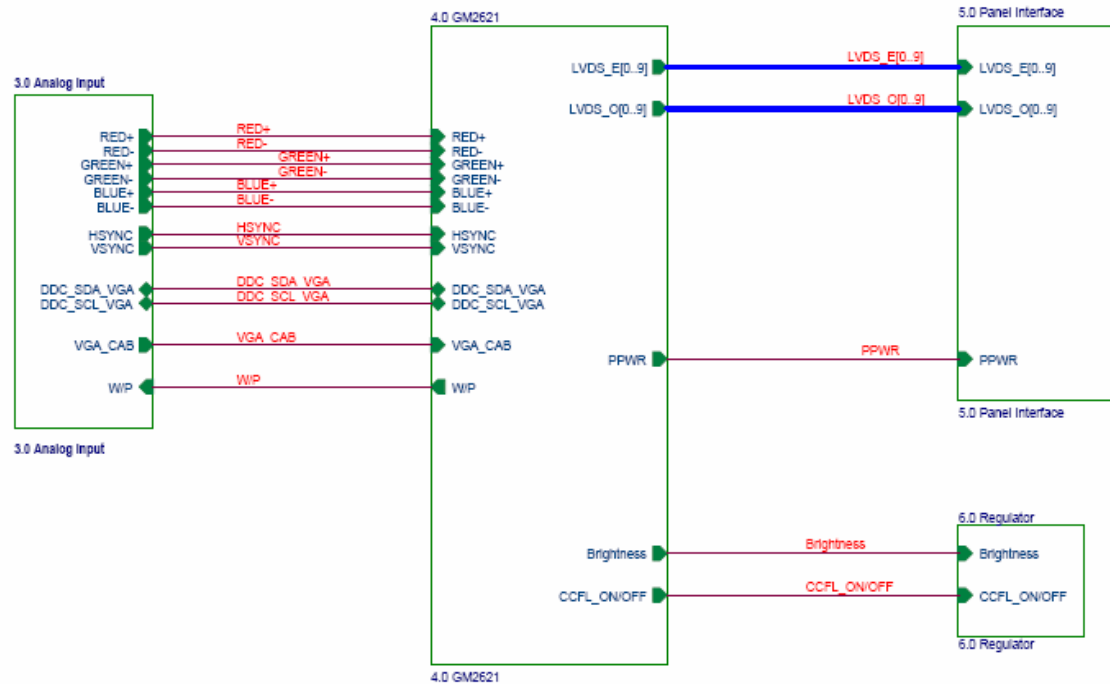 4.0 GM2621
5.0 Panel Interface
3.0 Analog Input
LVDS_E[0..9]
LVDS_E[0..9]
LVDS_E[0..9]
LVDS_O[0..9]
LVDS_O[0..9]
LVDS_O[0..9]
RED+
RED+
RED+
RED-
RED-
RED-
GREEN+
GREEN+
GREEN+
GREEN-
GREEN-
GREEN-
BLUE+
BLUE+
BLUE+
BLUE-
BLUE-
BLUE-
HSYNC
HSYNC
HSYNC
VSYNC
VSYNC
VSYNC
DDC_SDA_VGA
DDC_SDA_VGA
DDC_SDA_VGA
DDC_SCL_VGA
DDC_SCL_VGA
DDC_SCL_VGA
VGA_CAB
VGA_CAB
VGA_CAB
PPWR
PPWR
PPWR
W/P
W/P
W/P
5.0 Panel Interface
3.0 Analog Input
6.0 Regulator
Brightness
Brightness
Brightness
CCFL_ON/OFF
CCFL_ON/OFF
CCFL_ON/OFF
6.0 Regulator
4.0 GM2621